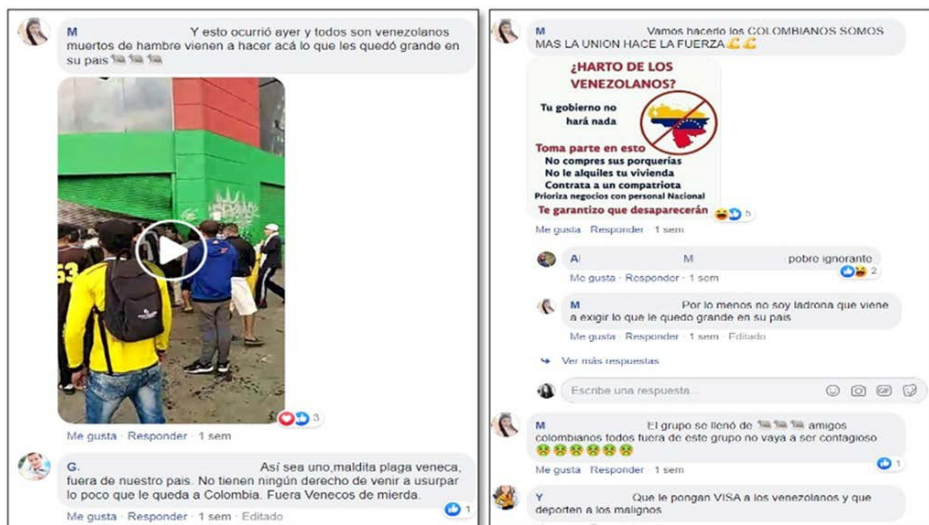 M Y esto ocurrió ayer y todos son venezolanos
muertos de hambre vienen a hacer acá lo que les quedó grande en
su pais
53
3
Me gusta · Responder · 1 sem
G. Así sea uno,maldita plaga veneca,
fuera de nuestro pais. No tienen ningún derecho de venir a usurpar
lo poco que le queda a Colombia. Fuera Venecos de mierda.
1
Me gusta · Responder · 1 sem · Editado
M Vamos hacerlo los COLOMBIANOS SOMOS
MAS LA UNION HACE LA FUERZA
¿HARTO DE LOS
VENEZOLANOS?
Tu gobierno no
hará nada
Toma parte en esto
No compres sus porquerías
No le alquiles tu vivienda
Contrata a un compatriota
Prioriza negocios con personal Nacional
Te garantizo que desaparecerán
5
Me gusta Responder 1 sem
A M pobre ignorante
2
Me gusta · Responder · 1 sem
M Por lo menos no soy ladrona que viene
a exigir lo que le quedo grande en su pais
Me gusta · Responder · 1 sem · Editado
Ver más respuestas
Escribe una respuesta...
GIF
M El grupo se llenó de amigos
colombianos todos fuera de este grupo no vaya a ser contagioso
1
Me gusta Responder 1 sem
Y Que le pongan VISA a los venezolanos y que
deporten a los malignos